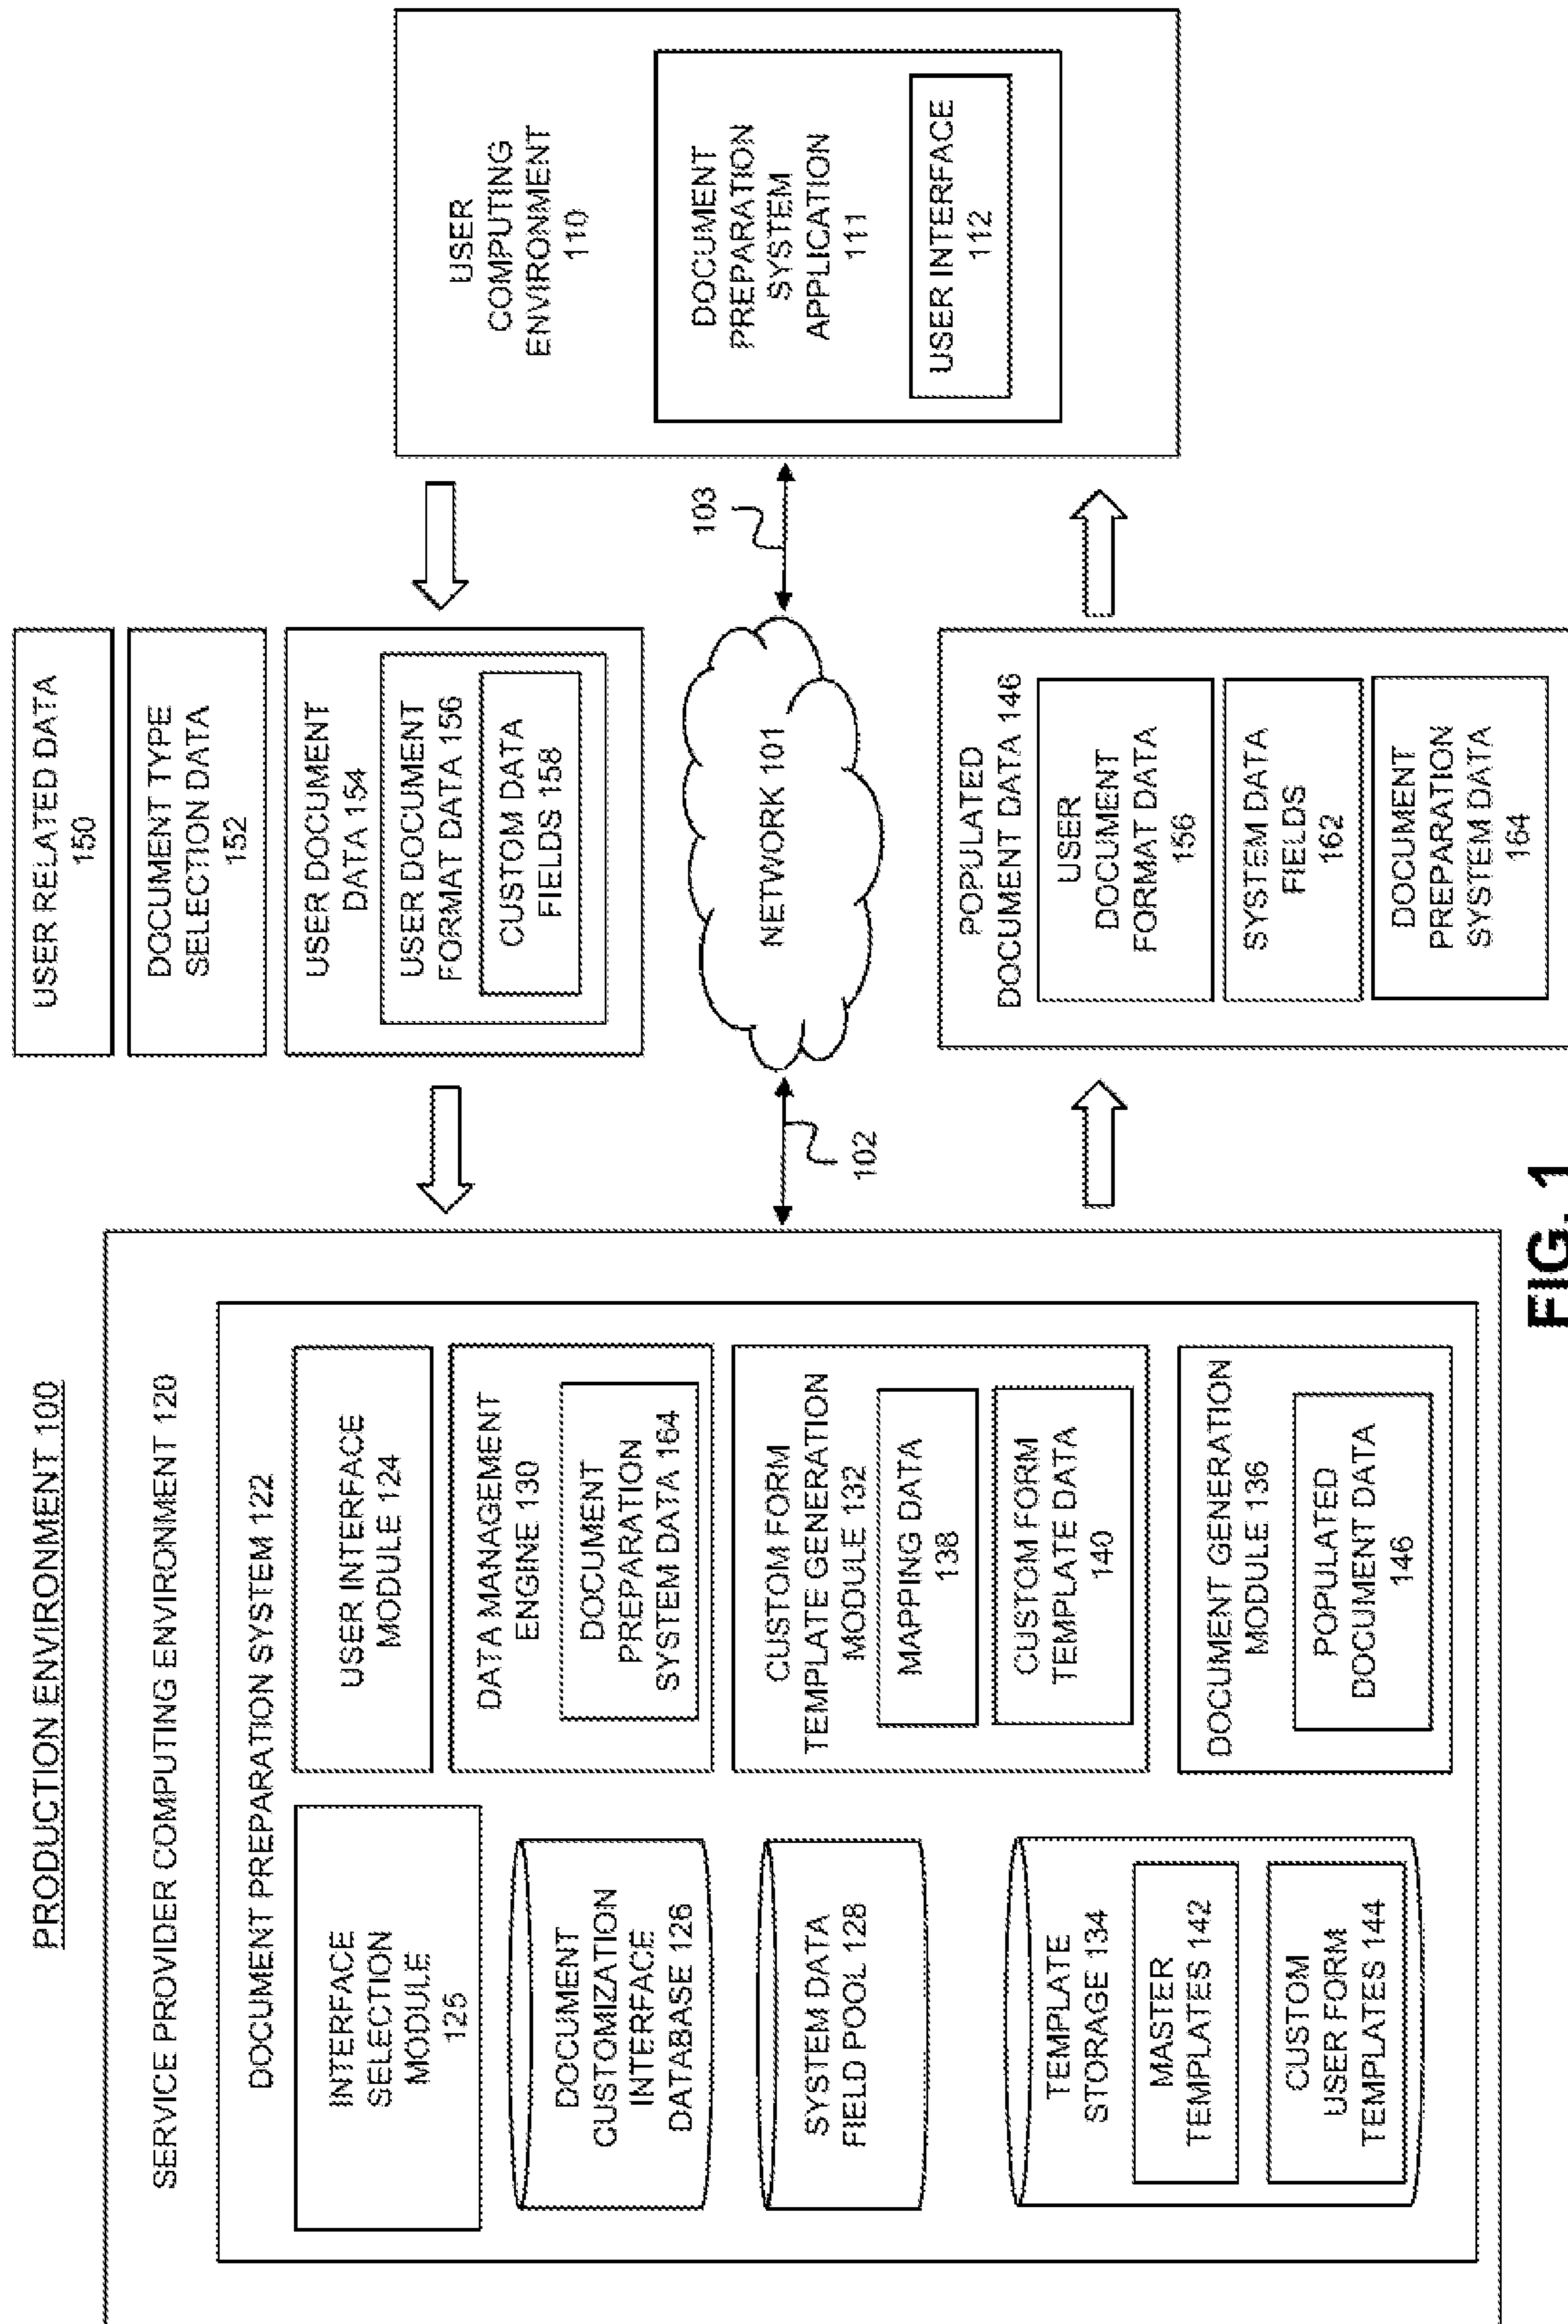 PRODUCTION ENVIRONMENT 100
SERVICE PROVIDER COMPUTING ENVIRONMENT 120
DOCUMENT PREPARATION SYSTEM 122
INTERFACE
SELECTION
MODULE
125
DOCUMENT
CUSTOMIZATION
INTERFACE
DATABASE 126
SYSTEM DATA
FIELD POOL 128
TEMPLATE
STORAGE 134
MASTER
TEMPLATES 142
CUSTOM
USER FORM
TEMPLATES 144
USER INTERFACE
MODULE 124
DATA MANAGEMENT
ENGINE 130
DOCUMENT
PREPARATION
SYSTEM DATA 164
CUSTOM FORM
TEMPLATE GENERATION
MODULE 132
MAPPING DATA
138
CUSTOM FORM
TEMPLATE DATA
140
DOCUMENT GENERATION
MODULE 136
POPULATED
DOCUMENT DATA
146
USER RELATED DATA
150
DOCUMENT TYPE
SELECTION DATA
152
USER DOCUMENT
DATA 154
USER DOCUMENT
FORMAT DATA 156
CUSTOM DATA
FIELDS 158
102
NETWORK 101
103
POPULATED
DOCUMENT DATA 146
USER
DOCUMENT
FORMAT DATA
156
SYSTEM DATA
FIELDS
162
DOCUMENT
PREPARATION
SYSTEM DATA
164
USER
COMPUTING
ENVIRONMENT
110
DOCUMENT
PREPARATION
SYSTEM
APPLICATION
111
USER INTERFACE
112
FIG. 1